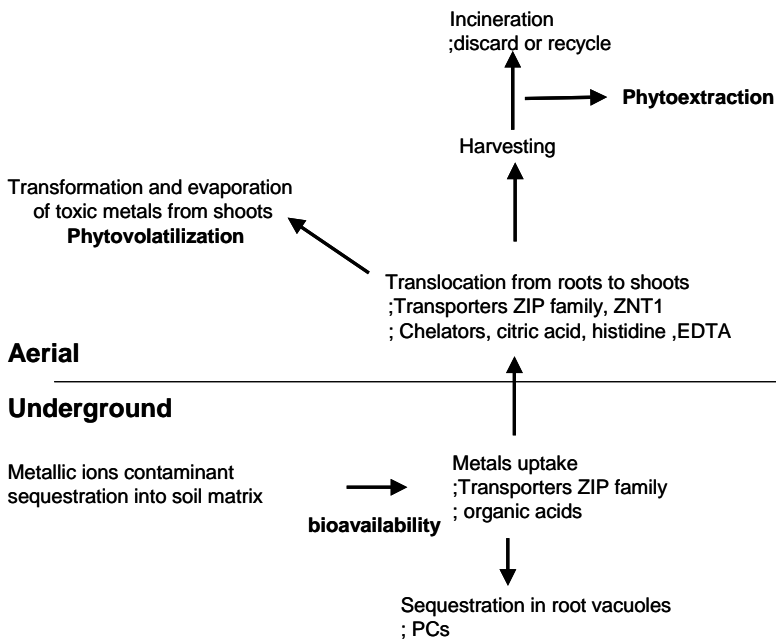 Incineration
;discard or recycle
Phytoextraction
Harvesting
Transformation and evaporation
of toxic metals from shoots
Phytovolatilization
Translocation from roots to shoots
;Transporters ZIP family, ZNT1
; Chelators, citric acid, histidine ,EDTA
Aerial
Underground
Metallic ions contaminant
sequestration into soil matrix
bioavailability
Metals uptake
;Transporters ZIP family
; organic acids
Sequestration in root vacuoles
; PCs